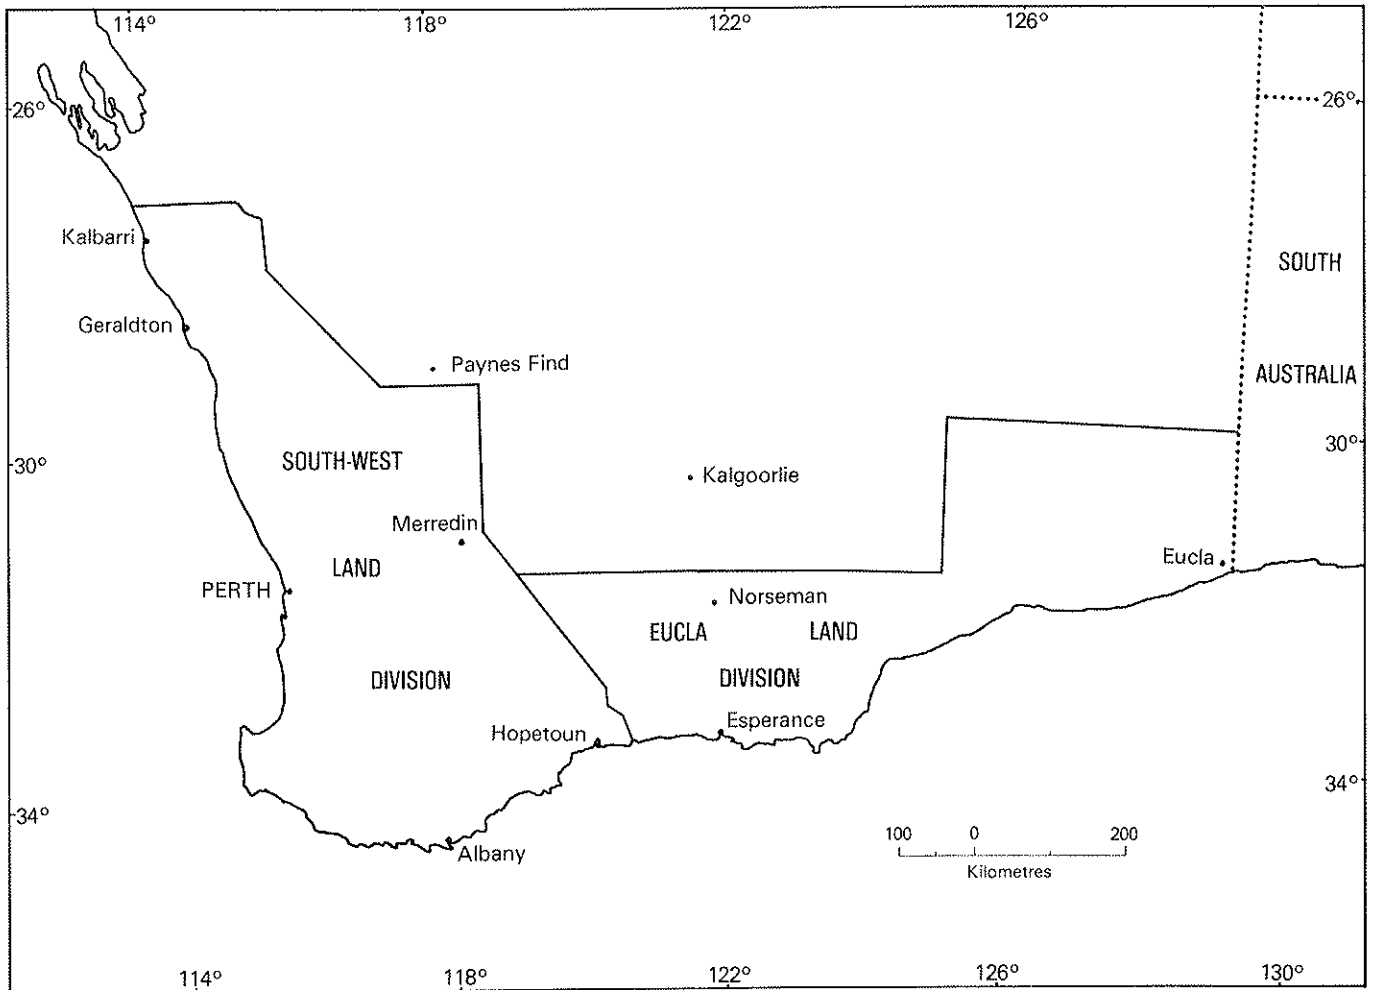 114° 118° 122° 126°
26° 26°
Kalbarri
SOUTH
Geraldton
Paynes Find
AUSTRALIA
30°
SOUTH-WEST
30°
Kalgoorlie
Merredin
Eucla
LAND
PERTH
Norseman
EUCLA LAND
DIVISION
DIVISION
Esperance
Hopetoun
34°
34°
100 0 200
Kilometres
Albany
114° 118° 122° 126° 130°